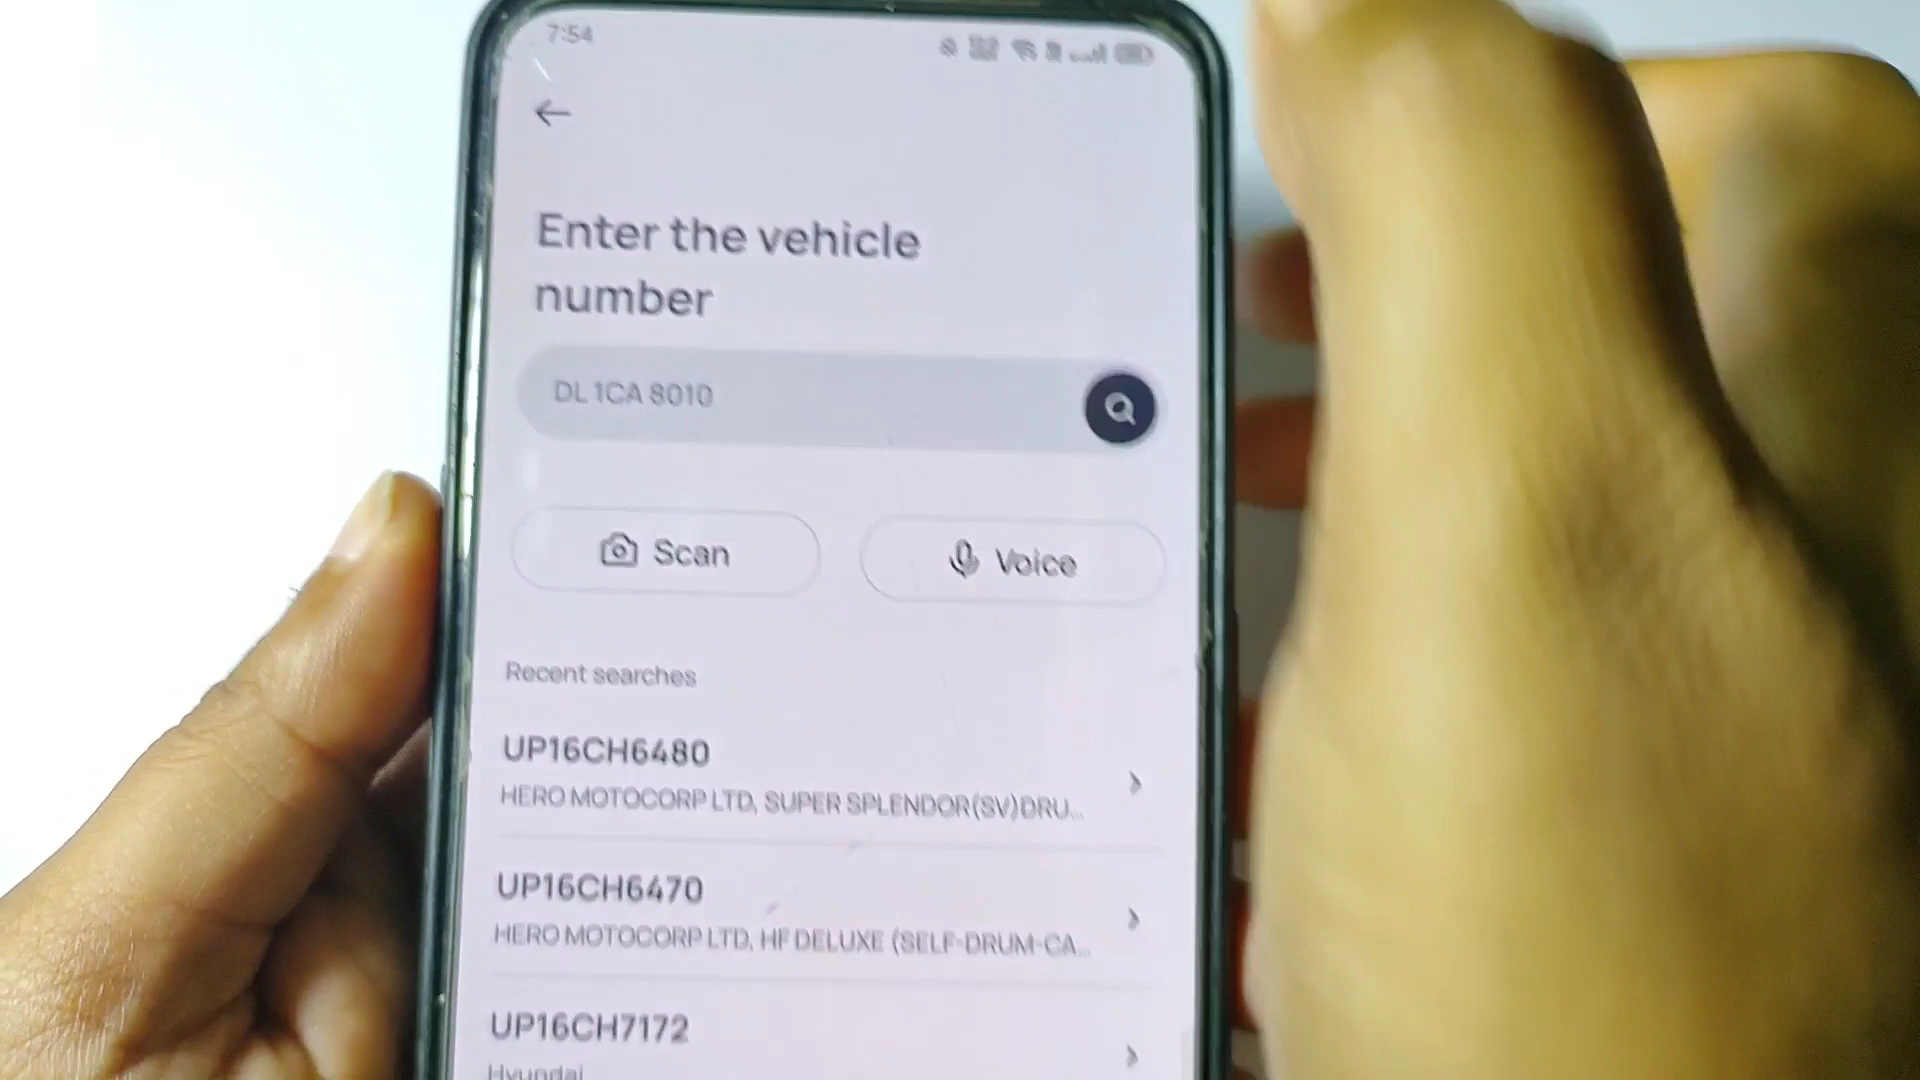 7:54
Enter the vehicle
number
DL 1CA 8010
Scan
Voice
Recent searches
UP16CH6480
HERO MOTOCORP LTD, SUPER SPLENDOR(SV)DRU...
UP16CH6470
HERO MOTOCORP LTD, HF DELUXE (SELF-DRUM-CA...
UP16CH7172
Hyundai